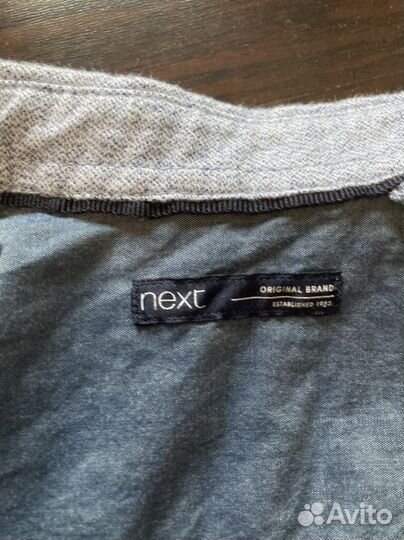 next
ORIGINAL BRAND
ESTABLISHED 1982.
Avito